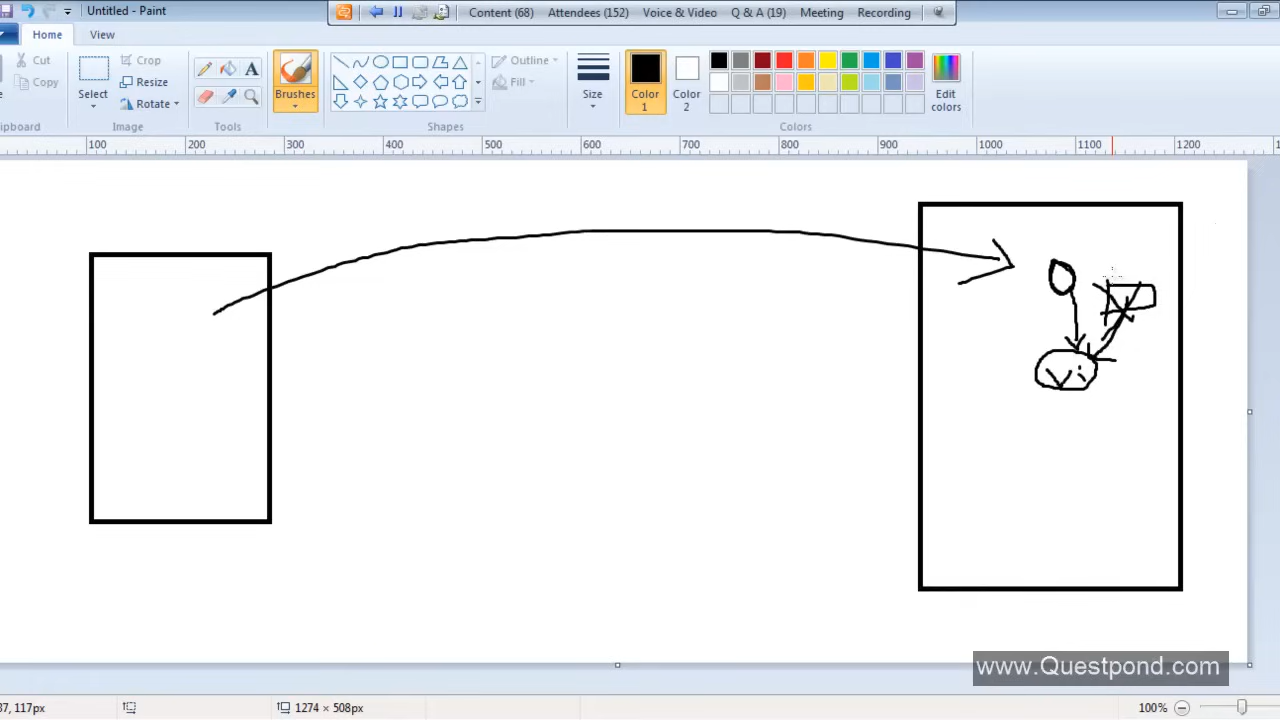 Untitled - Paint
Content (68) Attendees (152) Voice & Video Q & A (19) Meeting Recording
Home View
Cut Copy
Select
Crop Resize Rotate
Image
A
Tools
Brushes
Outline Fill
Shapes
Size
Color 1
Color 2
Edit colors
Colors
100 200 300 400 500 600 700 800 900 1000 1100 1200
Vi
www.Questpond.com
1274 × 508px
100%